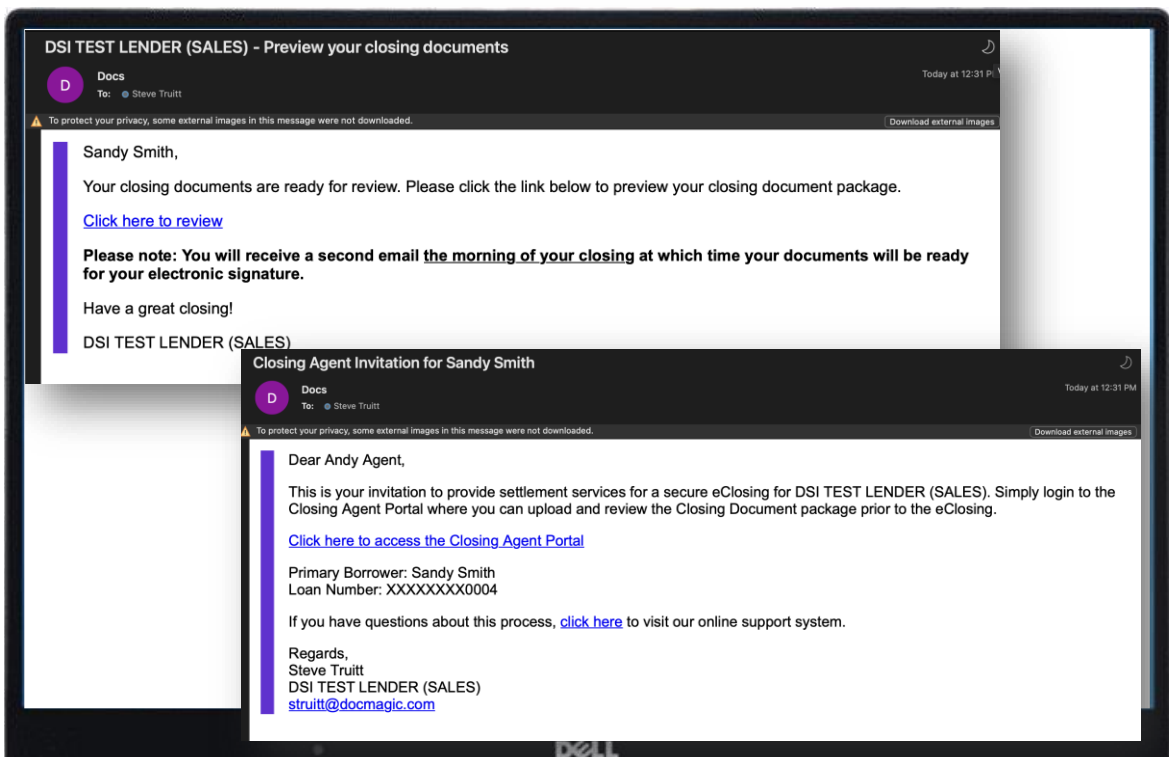 DSI TEST LENDER (SALES) - Preview your closing documents
D
Docs
Today at 12:31 P
To: Steve Truitt
To protect your privacy, some external images in this message were not downloaded.
Download external images
Sandy Smith,
Your closing documents are ready for review. Please click the link below to preview your closing document package.
Click here to review
Please note: You will receive a second email the morning of your closing at which time your documents will be ready
for your electronic signature.
Have a great closing!
DSI TEST LENDER (SALES)
Closing Agent Invitation for Sandy Smith
D
Docs
Today at 12:31 PM
To: Steve Truitt
To protect your privacy, some external images in this message were not downloaded.
Download external images
Dear Andy Agent,
This is your invitation to provide settlement services for a secure eClosing for DSI TEST LENDER (SALES). Simply login to the
Closing Agent Portal where you can upload and review the Closing Document package prior to the eClosing.
Click here to access the Closing Agent Portal
Primary Borrower: Sandy Smith
Loan Number: XXXXXXXX0004
If you have questions about this process, click here to visit our online support system.
Regards,
Steve Truitt
DSI TEST LENDER (SALES)
struitt@docmagic.com
DELL